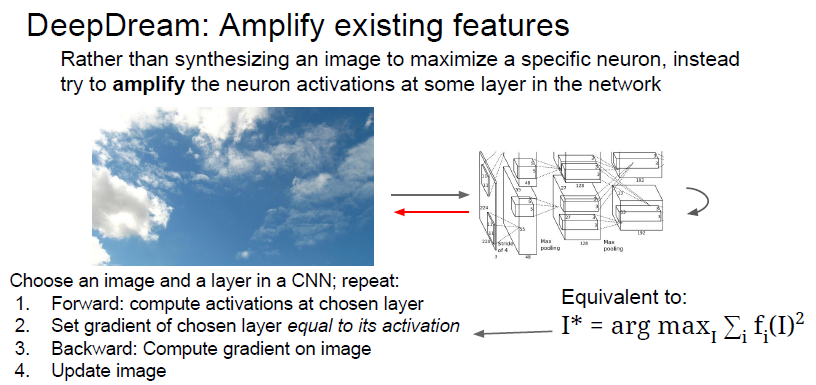 DeepDream: Amplify existing features
Rather than synthesizing an image to maximize a specific neuron, instead
try to amplify the neuron activations at some layer in the network
48
128
192
27
224
55
Stride
of 4
48
Max
pooling
128
Max
pooling
192
Choose an image and a layer in a CNN; repeat:
1. Forward: compute activations at chosen layer
2. Set gradient of chosen layer equal to its activation
3. Backward: Compute gradient on image
4. Update image
Equivalent to:
I* = arg max_I ∑_i f_i(I)²